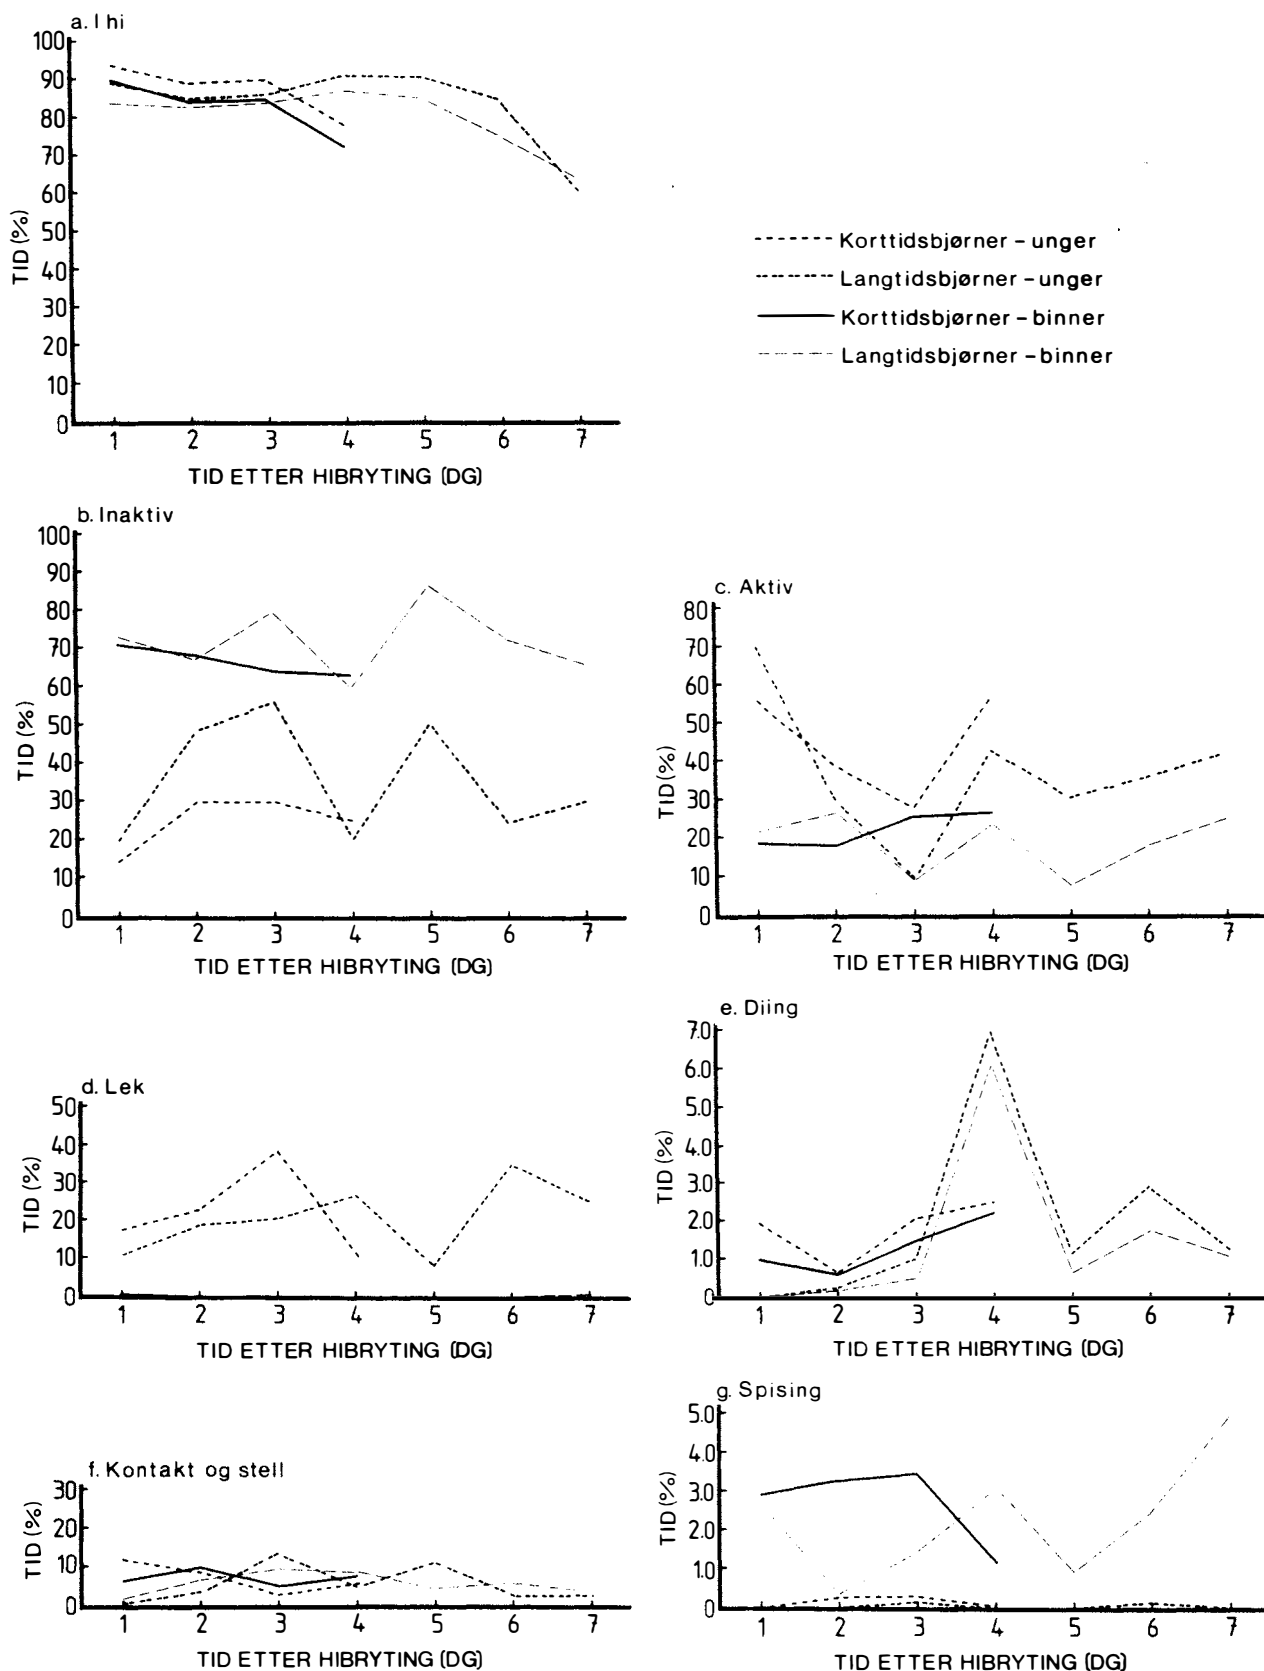 a. I hi
100
90
80
70
60
50
40
30
20
10
0
TID (%)
1 2 3 4 5 6 7
TID ETTER HIBRYTING (DG)
Korttidsbjørner – unger
Langtidsbjørner – unger
Korttidsbjørner – binner
Langtidsbjørner – binner
b. Inaktiv
100
90
80
70
60
50
40
30
20
10
0
TID (%)
1 2 3 4 5 6 7
TID ETTER HIBRYTING (DG)
c. Aktiv
80
70
60
50
40
30
20
10
0
TID (%)
1 2 3 4 5 6 7
TID ETTER HIBRYTING (DG)
d. Lek
50
40
30
20
10
0
TID (%)
1 2 3 4 5 6 7
TID ETTER HIBRYTING (DG)
e. Diing
7.0
6.0
5.0
4.0
3.0
2.0
1.0
0
TID (%)
1 2 3 4 5 6 7
TID ETTER HIBRYTING (DG)
f. Kontakt og stell
30
20
10
0
TID (%)
1 2 3 4 5 6 7
TID ETTER HIBRYTING (DG)
g. Spising
5.0
4.0
3.0
2.0
1.0
0
TID (%)
1 2 3 4 5 6 7
TID ETTER HIBRYTING (DG)